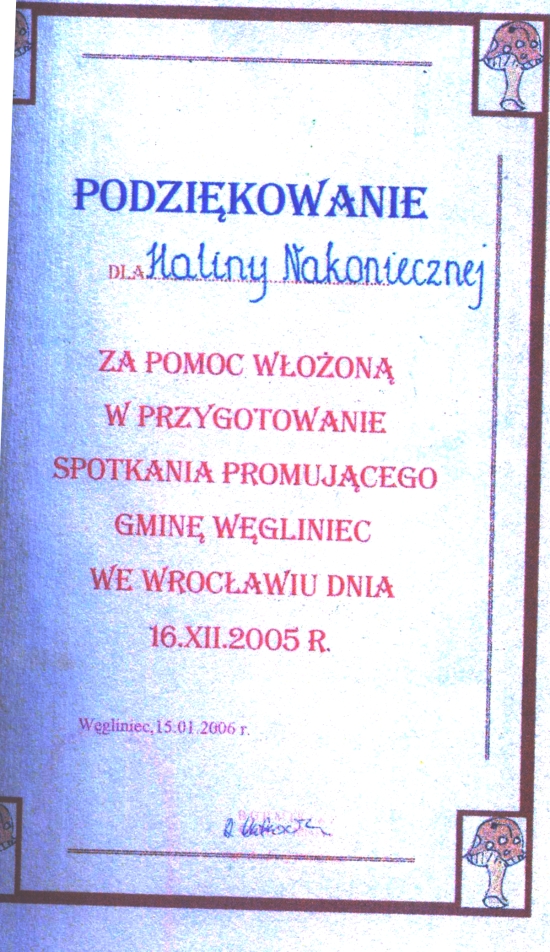 PODZIĘKOWANIE
DLA Haliny Nakoniecznej
ZA POMOC WŁOŻONĄ
W PRZYGOTOWANIE
SPOTKANIA PROMUJĄCEGO
GMINĘ WĘGLINIEC
WE WROCŁAWIU DNIA
16.XII.2005 R.
Węgliniec,15.01.2006 r.